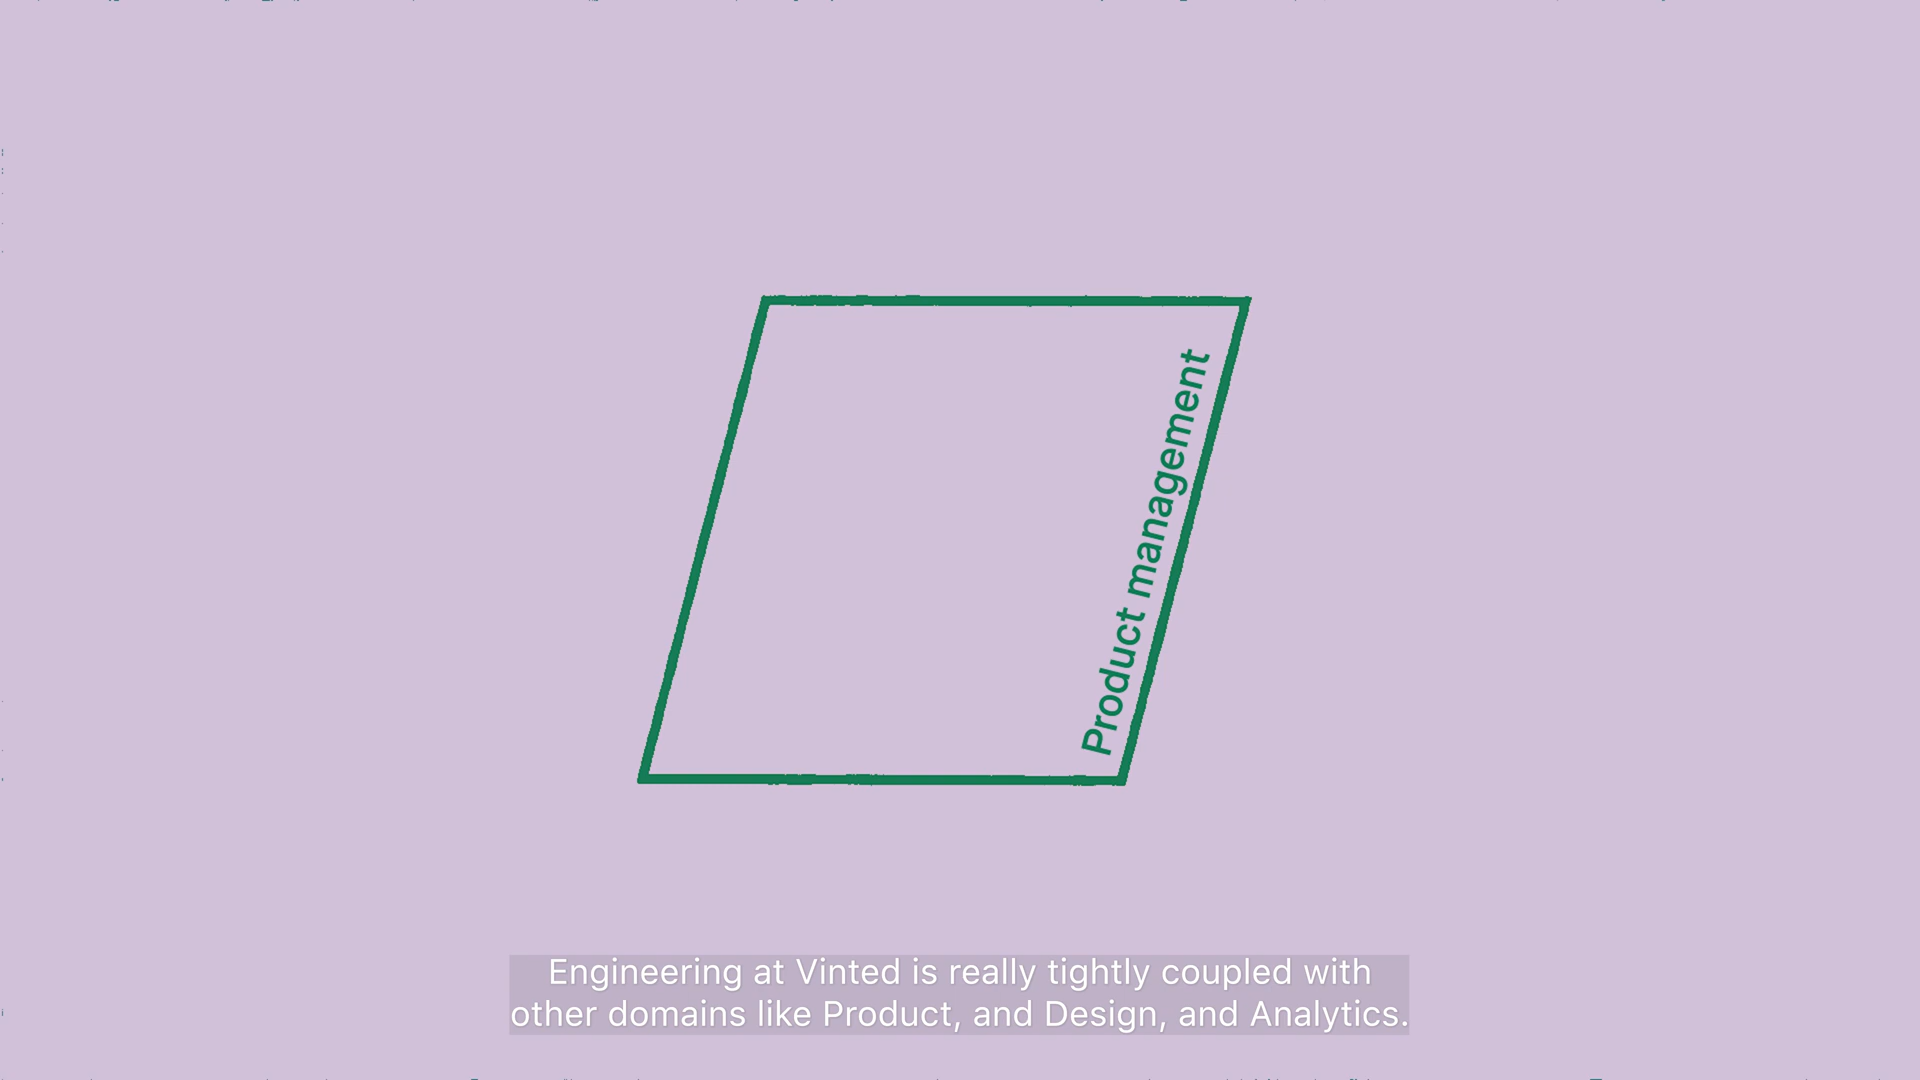 Product management
Engineering at Vinted is really tightly coupled with
other domains like Product, and Design, and Analytics.